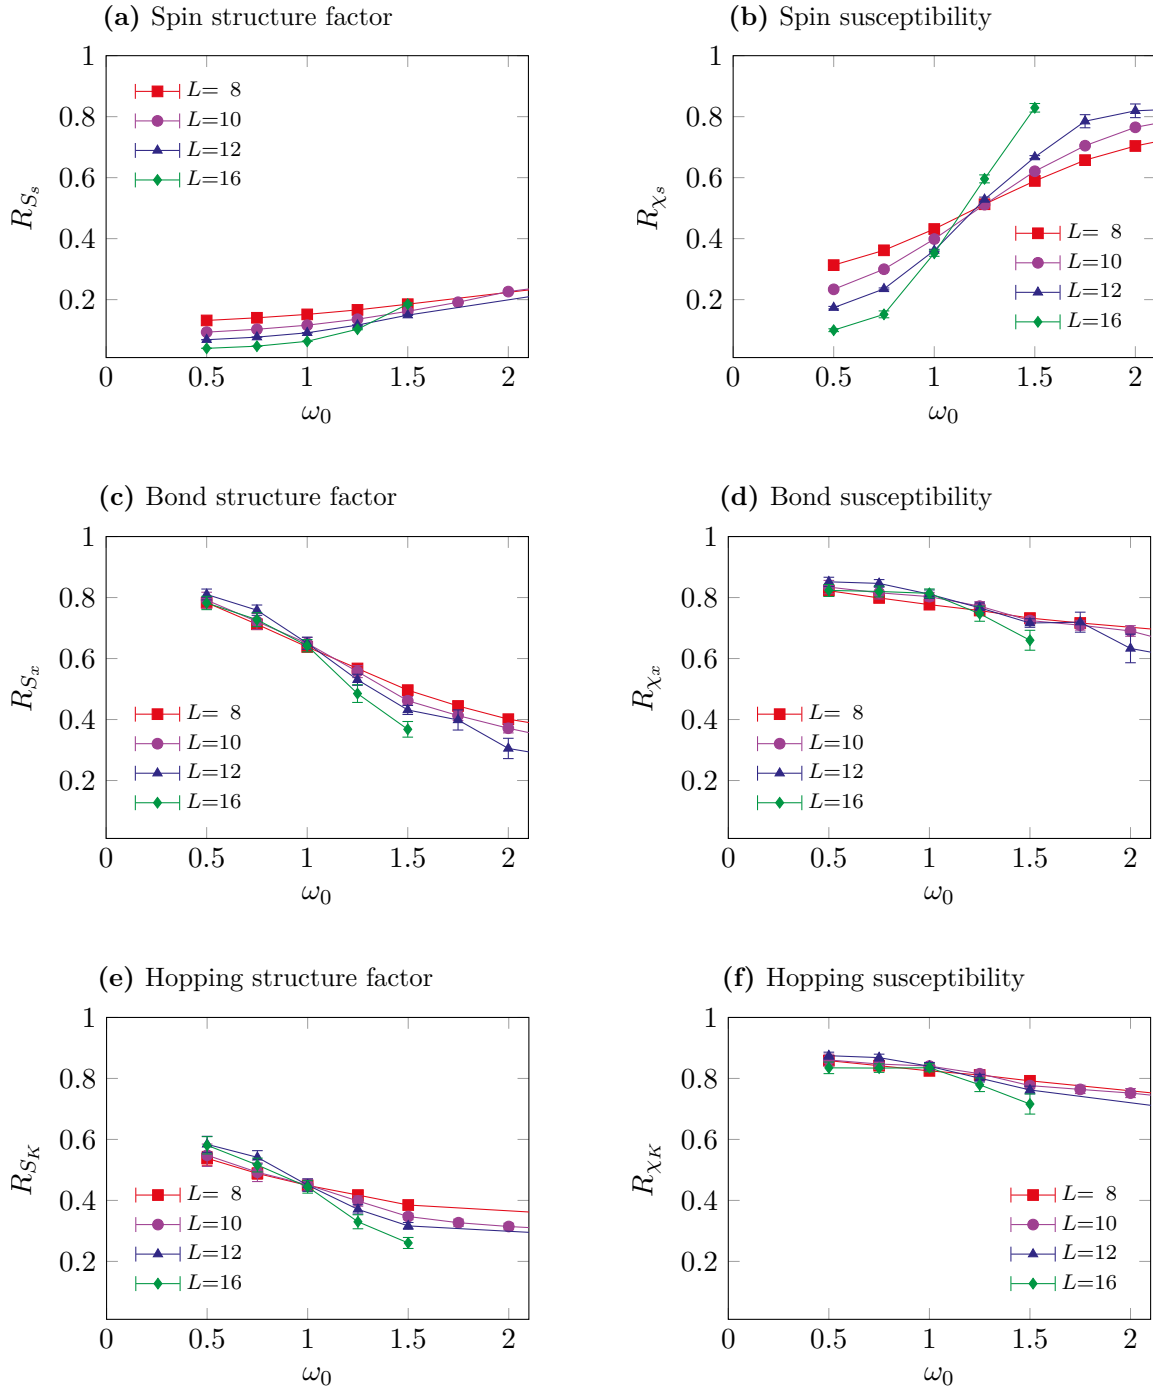 (a) Spin structure factor
1
0.8
0.6
0.4
0.2
0
0.5
1
1.5
2
R_{S_s}
ω_0
L= 8
L=10
L=12
L=16
(b) Spin susceptibility
1
0.8
0.6
0.4
0.2
0
0.5
1
1.5
2
R_{χ_s}
ω_0
L= 8
L=10
L=12
L=16
(c) Bond structure factor
1
0.8
0.6
0.4
0.2
0
0.5
1
1.5
2
R_{S_x}
ω_0
L= 8
L=10
L=12
L=16
(d) Bond susceptibility
1
0.8
0.6
0.4
0.2
0
0.5
1
1.5
2
R_{χ_x}
ω_0
L= 8
L=10
L=12
L=16
(e) Hopping structure factor
1
0.8
0.6
0.4
0.2
0
0.5
1
1.5
2
R_{S_K}
ω_0
L= 8
L=10
L=12
L=16
(f) Hopping susceptibility
1
0.8
0.6
0.4
0.2
0
0.5
1
1.5
2
R_{χ_K}
ω_0
L= 8
L=10
L=12
L=16